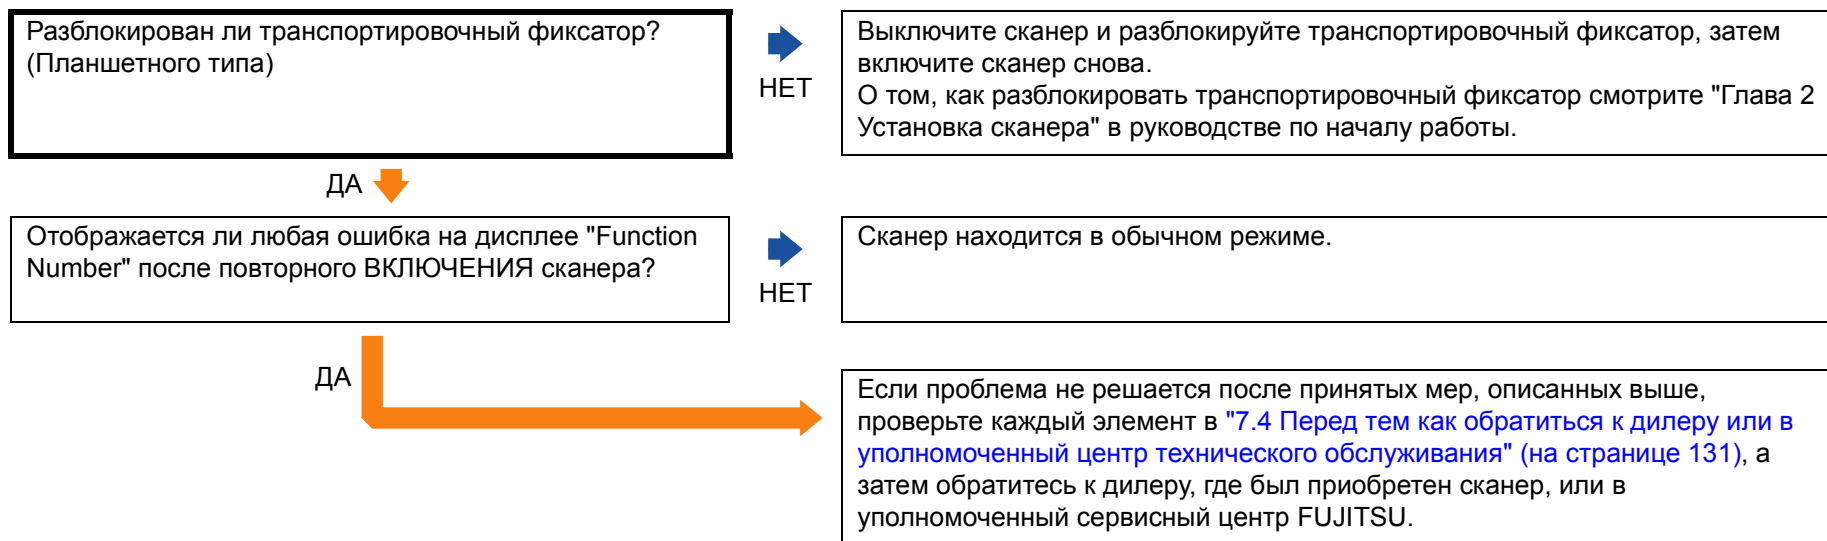 Разблокирован ли транспортировочный фиксатор?
(Планшетного типа)
НЕТ
Выключите сканер и разблокируйте транспортировочный фиксатор, затем
включите сканер снова.
О том, как разблокировать транспортировочный фиксатор смотрите "Глава 2
Установка сканера" в руководстве по началу работы.
ДА
Отображается ли любая ошибка на дисплее "Function
Number" после повторного ВКЛЮЧЕНИЯ сканера?
НЕТ
Сканер находится в обычном режиме.
ДА
Если проблема не решается после принятых мер, описанных выше,
проверьте каждый элемент в "7.4 Перед тем как обратиться к дилеру или в
уполномоченный центр технического обслуживания" (на странице 131), а
затем обратитесь к дилеру, где был приобретен сканер, или в
уполномоченный сервисный центр FUJITSU.